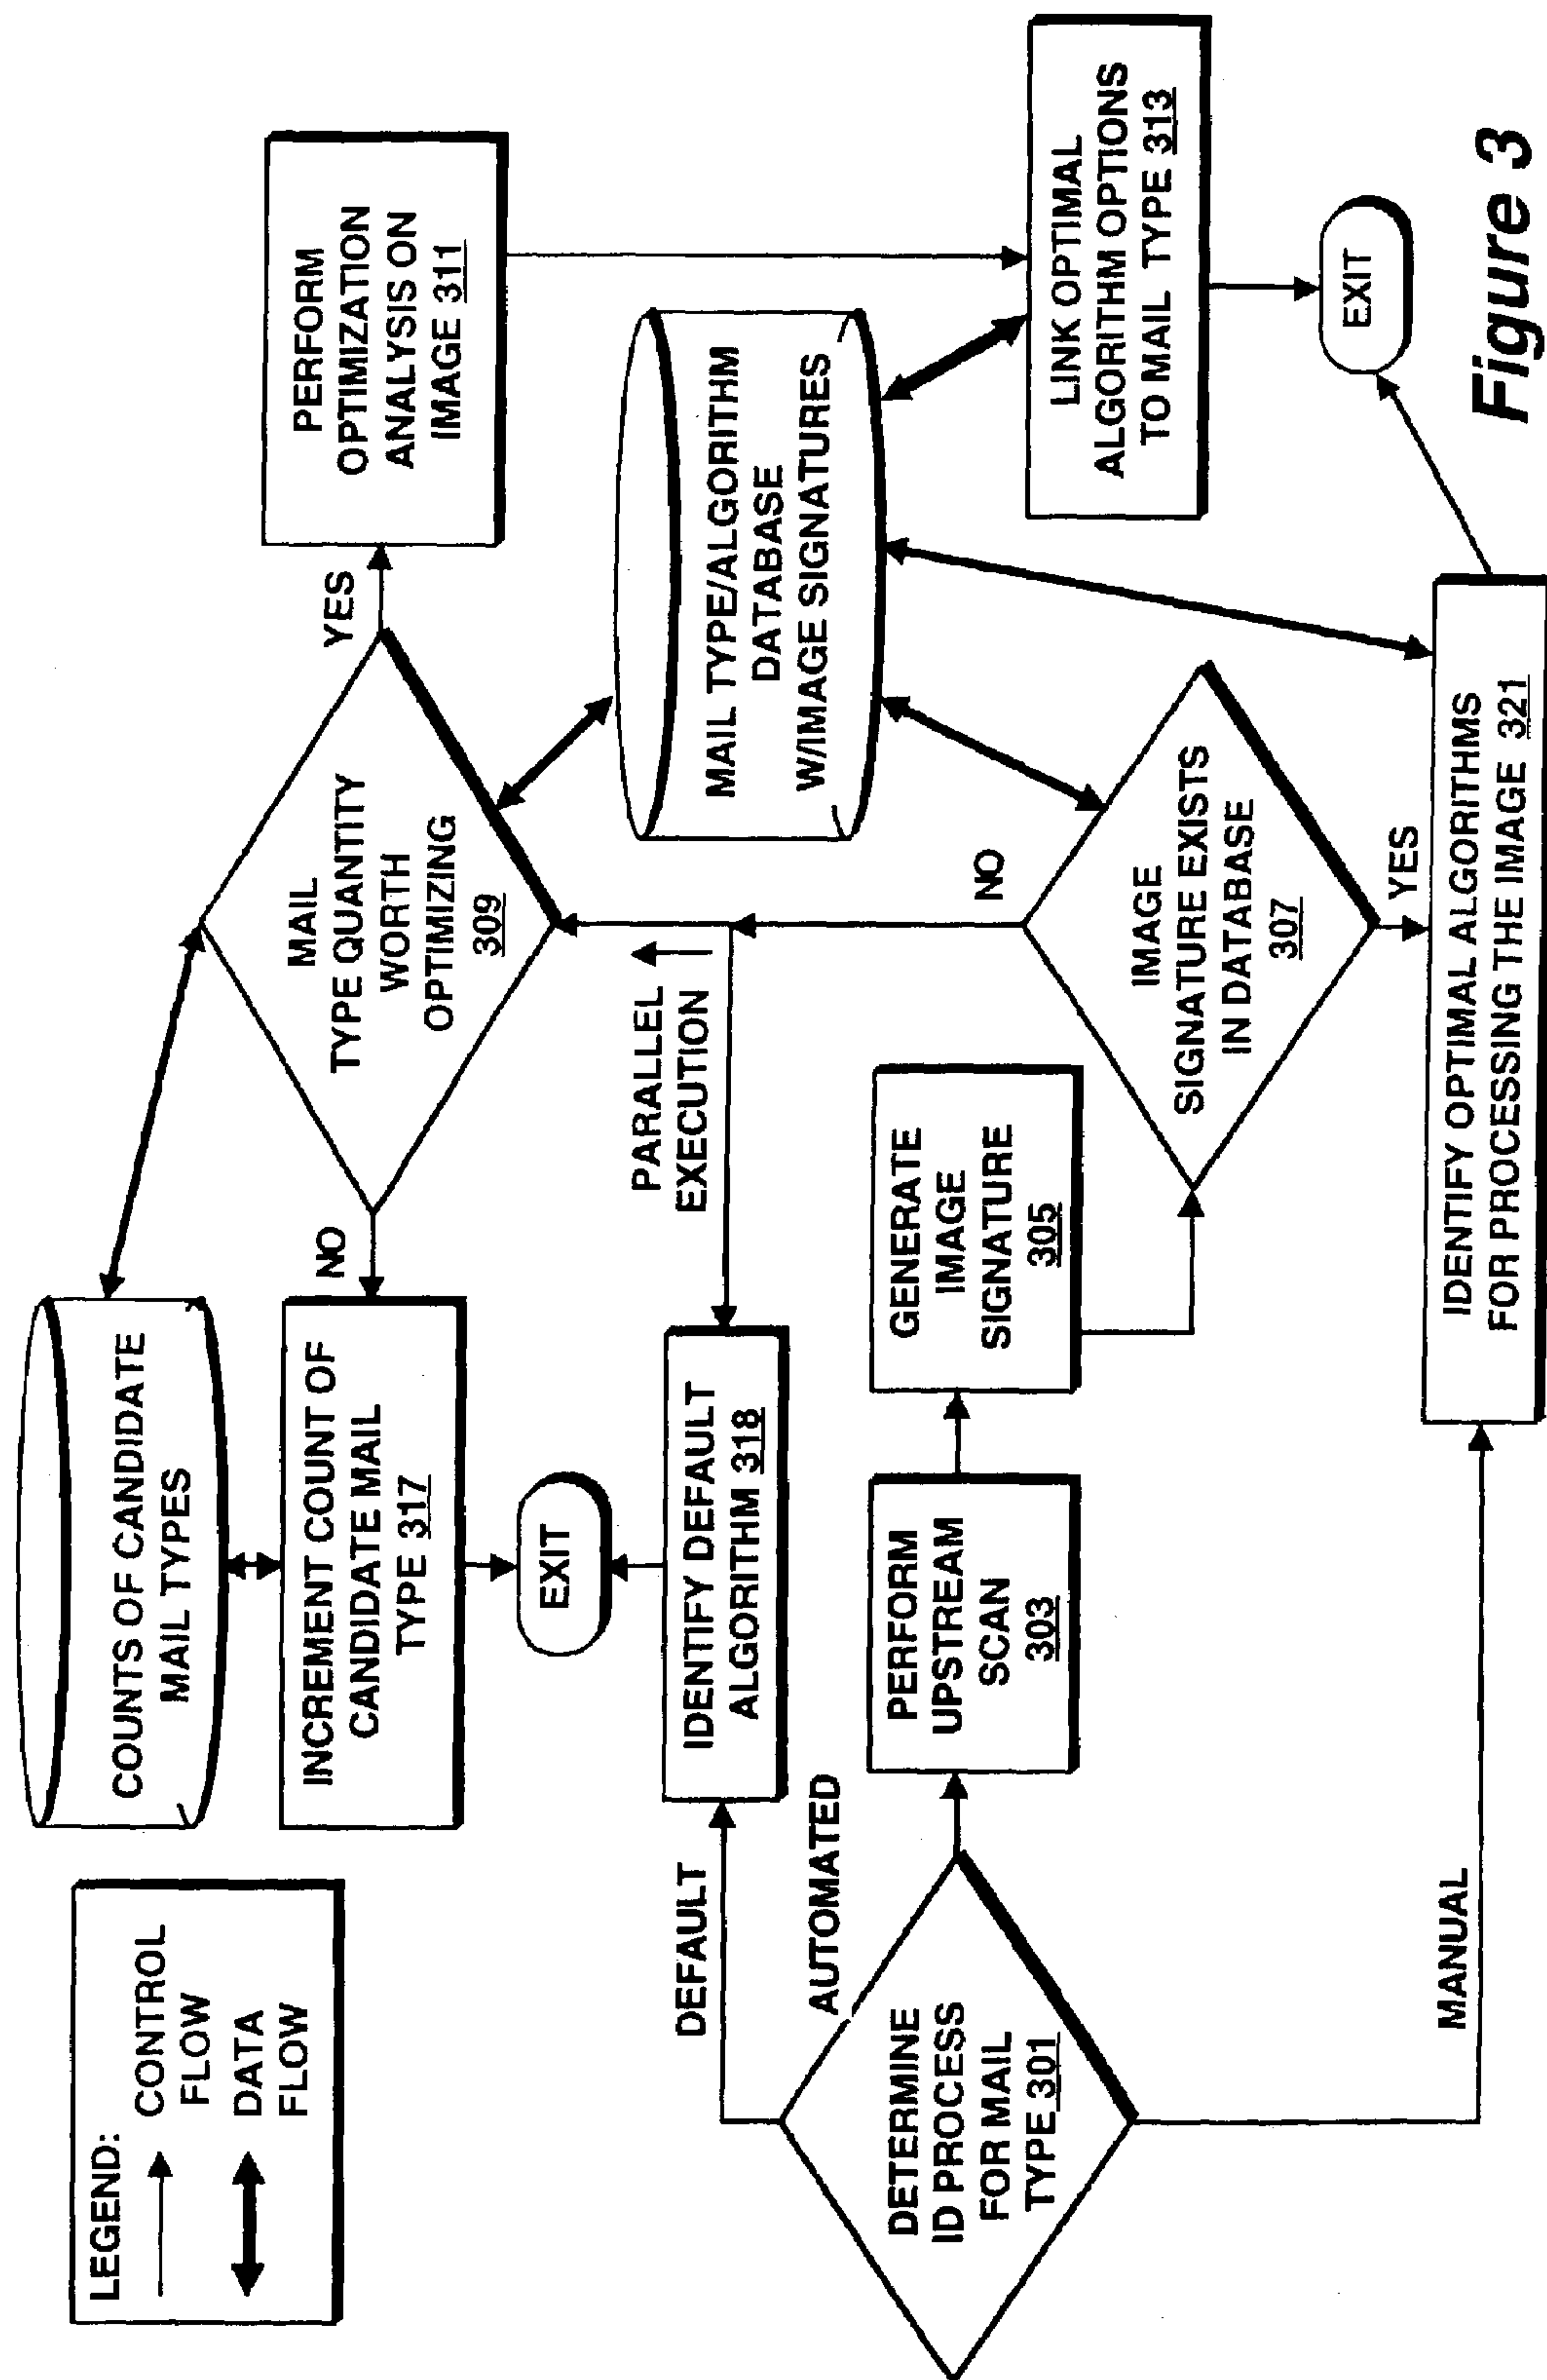 LEGEND:
CONTROL
FLOW
DATA
FLOW
COUNTS OF CANDIDATE
MAIL TYPES
INCREMENT COUNT OF
CANDIDATE MAIL
TYPE 317
NO
MAIL
TYPE QUANTITY
WORTH
OPTIMIZING
309
YES
PERFORM
OPTIMIZATION
ANALYSIS ON
IMAGE 311
EXIT
PARALLEL
EXECUTION
MAIL TYPE/ALGORITHM
DATABASE
W/IMAGE SIGNATURES
DEFAULT
IDENTIFY DEFAULT
ALGORITHM 318
AUTOMATED
DETERMINE
ID PROCESS
FOR MAIL
TYPE 301
PERFORM
UPSTREAM
SCAN
303
GENERATE
IMAGE
SIGNATURE
305
NO
IMAGE
SIGNATURE EXISTS
IN DATABASE
307
YES
LINK OPTIMAL
ALGORITHM OPTIONS
TO MAIL TYPE 313
EXIT
MANUAL
IDENTIFY OPTIMAL ALGORITHMS
FOR PROCESSING THE IMAGE 321
Figure 3